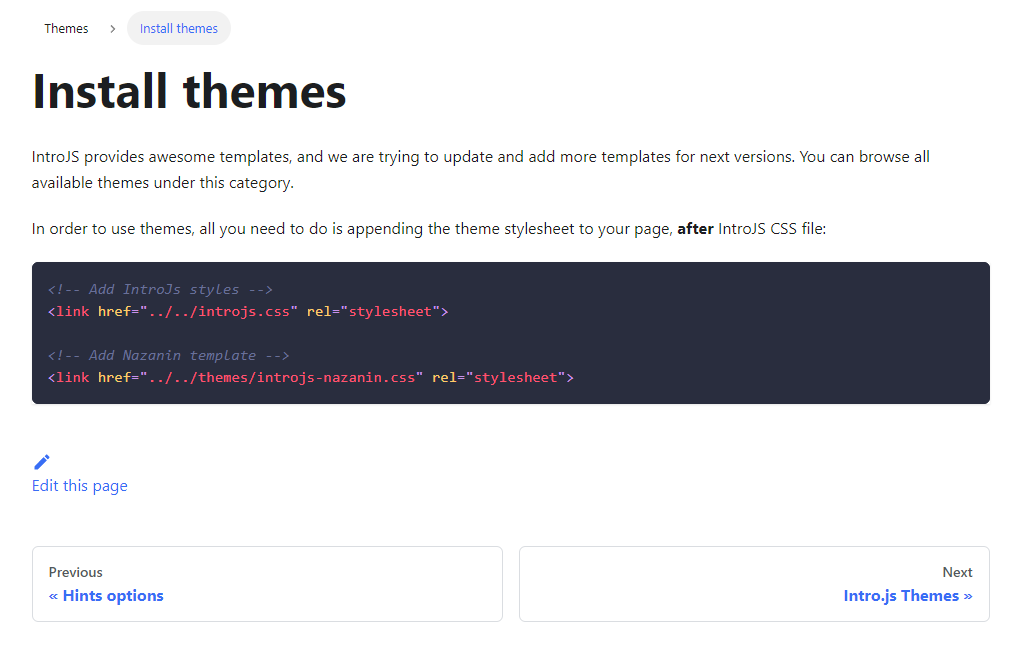 Themes > Install themes
Install themes
IntroJS provides awesome templates, and we are trying to update and add more templates for next versions. You can browse all
available themes under this category.
In order to use themes, all you need to do is appending the theme stylesheet to your page, after IntroJS CSS file:
<!-- Add IntroJs styles -->
<link href="../../introjs.css" rel="stylesheet">
<!-- Add Nazanin template -->
<link href="../../themes/introjs-nazanin.css" rel="stylesheet">
Edit this page
Previous
« Hints options
Next
Intro.js Themes »